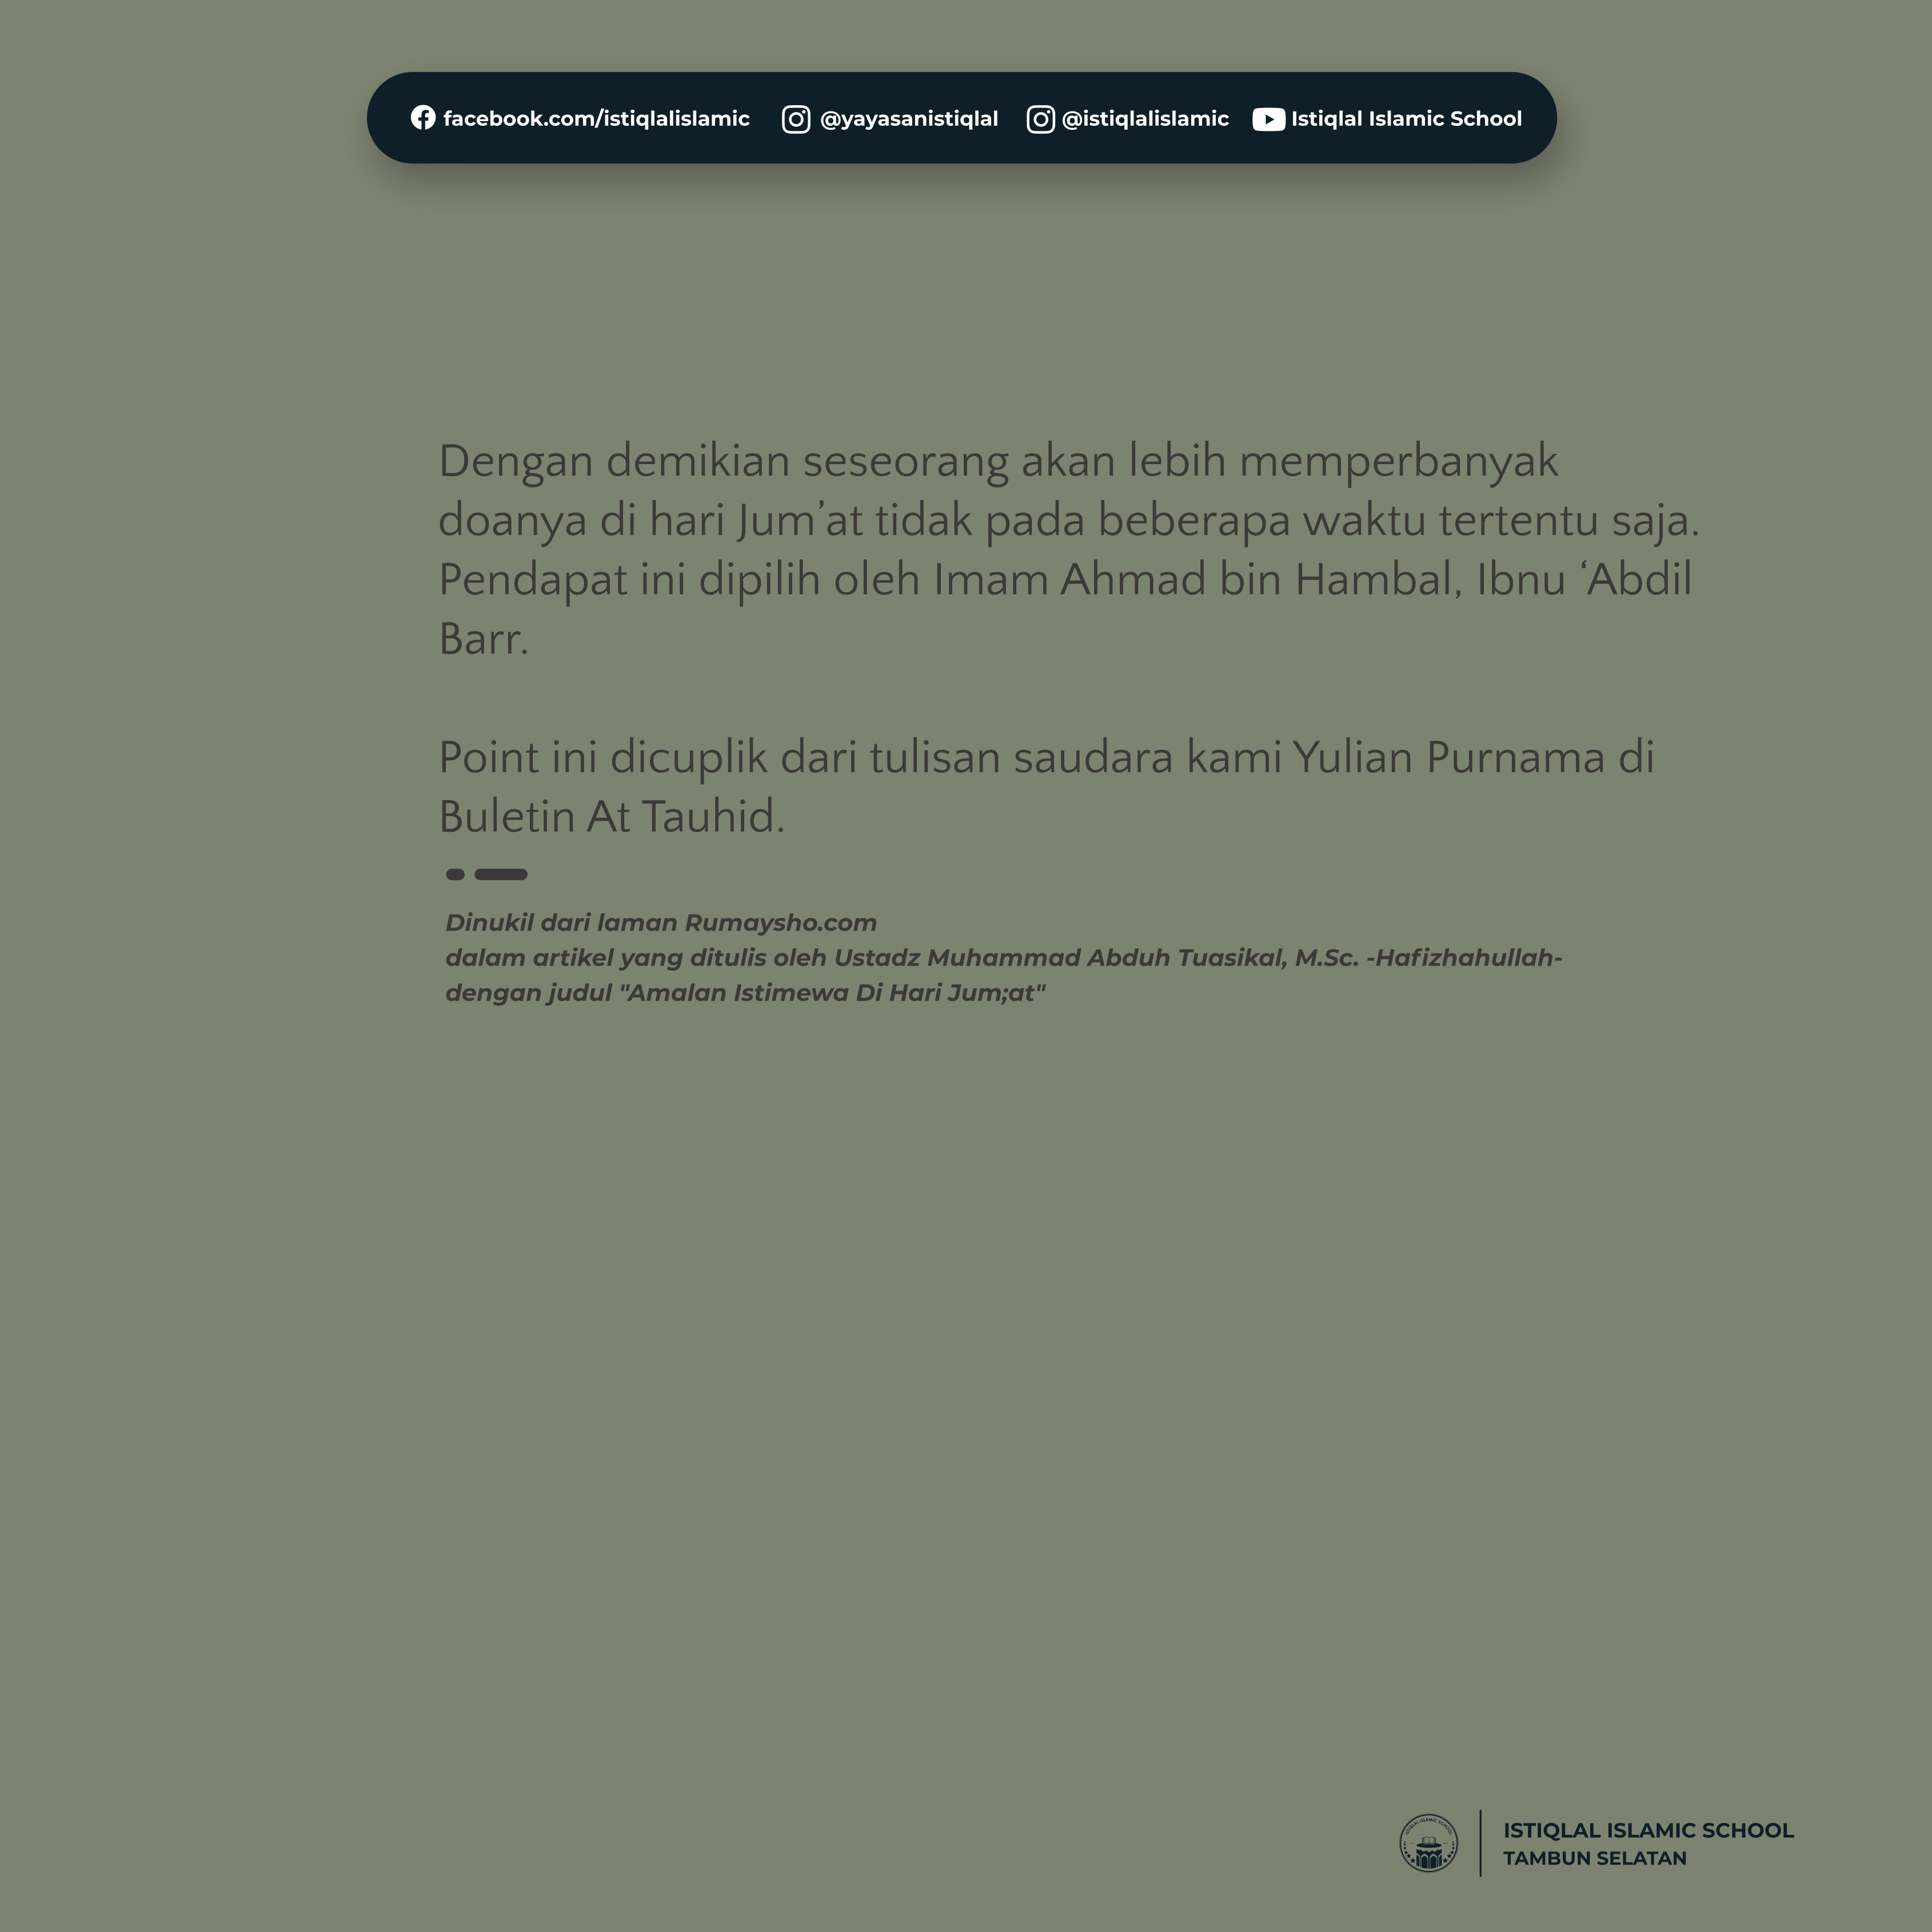 facebook.com/istiqlalislamic @yayasanistiqlal @istiqlalislamic Istiqlal Islamic School
Dengan demikian seseorang akan lebih memperbanyak
doanya di hari Jum’at tidak pada beberapa waktu tertentu saja.
Pendapat ini dipilih oleh Imam Ahmad bin Hambal, Ibnu ‘Abdil
Barr.
Point ini dicuplik dari tulisan saudara kami Yulian Purnama di
Buletin At Tauhid.
Dinukil dari laman Rumaysho.com
dalam artikel yang ditulis oleh Ustadz Muhammad Abduh Tuasikal, M.Sc. -Hafizhahullah-
dengan judul "Amalan Istimewa Di Hari Jum;at"
ISTIQLAL ISLAMIC SCHOOL
ISTIQLAL ISLAMIC SCHOOL
TAMBUN SELATAN